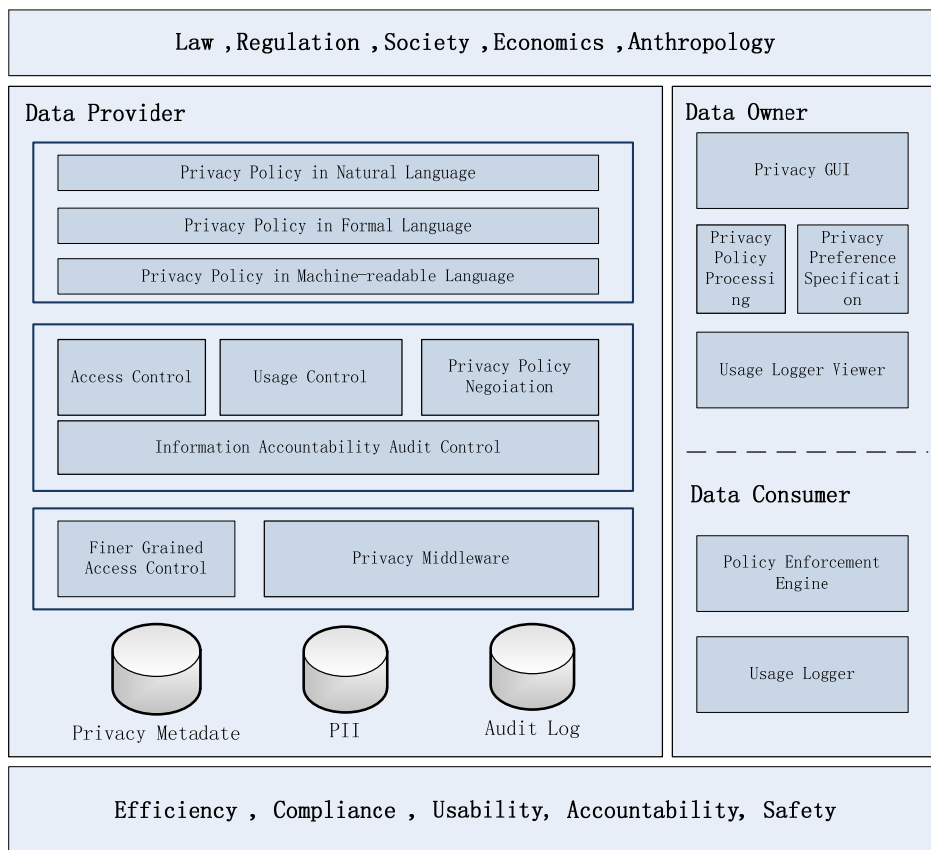 Law ,Regulation ,Society ,Economics ,Anthropology
Data Provider
Privacy Policy in Natural Language
Privacy Policy in Formal Language
Privacy Policy in Machine-readable Language
Access Control
Usage Control
Privacy Policy
Negoiation
Information Accountability Audit Control
Finer Grained
Access Control
Privacy Middleware
Privacy Metadate
PII
Audit Log
Data Owner
Privacy GUI
Privacy
Policy
Processi
ng
Privacy
Preference
Specificati
on
Usage Logger Viewer
Data Consumer
Policy Enforcement
Engine
Usage Logger
Efficiency , Compliance , Usability, Accountability, Safety